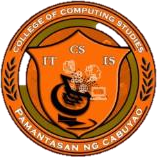 COLLEGE OF COMPUTING STUDIES
CS
IT IS
PAMANTASAN NG CABUYAO